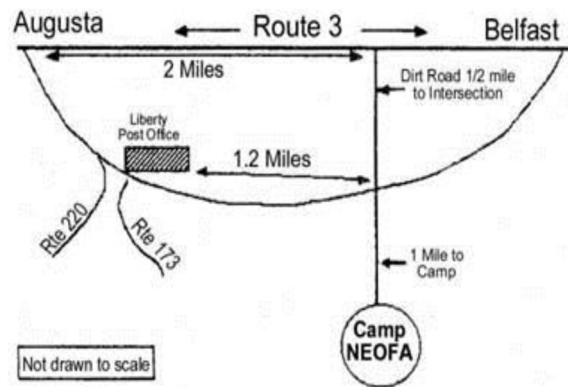 Augusta
Route 3
Belfast
2 Miles
Dirt Road 1/2 mile
to Intersection
Liberty
Post Office
1.2 Miles
Rte 220
Rte 173
1 Mile to
Camp
Camp
NEOFA
Not drawn to scale